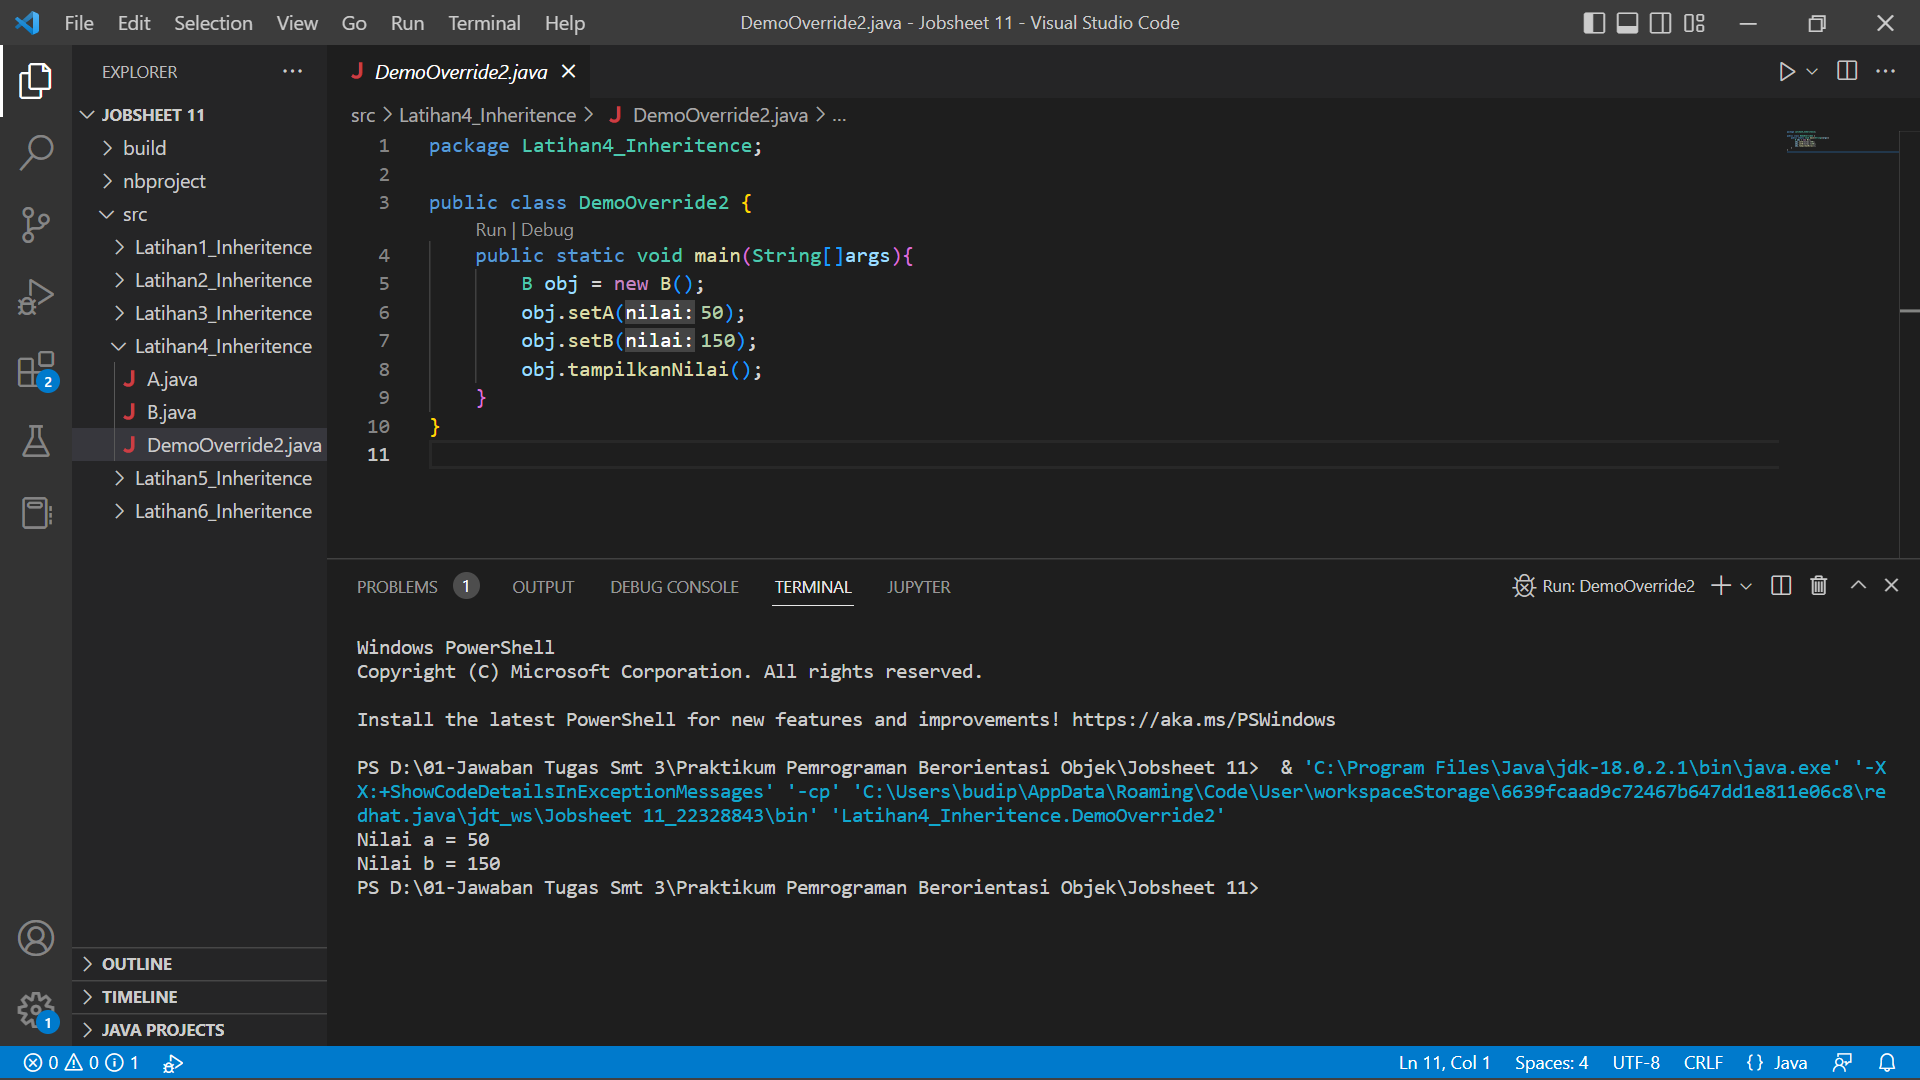 File Edit Selection View Go Run Terminal Help
DemoOverride2.java - Jobsheet 11 - Visual Studio Code
EXPLORER
JOBSHEET 11
build
nbproject
src
Latihan1_Inheritence
Latihan2_Inheritence
Latihan3_Inheritence
Latihan4_Inheritence
A.java
B.java
DemoOverride2.java
Latihan5_Inheritence
Latihan6_Inheritence
OUTLINE
TIMELINE
JAVA PROJECTS
2
1
DemoOverride2.java
src > Latihan4_Inheritence > DemoOverride2.java > ...
1 package Latihan4_Inheritence;
2
3 public class DemoOverride2 {
Run | Debug
4 public static void main(String[]args){
5 B obj = new B();
6 obj.setA(nilai: 50);
7 obj.setB(nilai: 150);
8 obj.tampilkanNilai();
9 }
10 }
11
PROBLEMS 1 OUTPUT DEBUG CONSOLE TERMINAL JUPYTER
Run: DemoOverride2
Windows PowerShell
Copyright (C) Microsoft Corporation. All rights reserved.
Install the latest PowerShell for new features and improvements! https://aka.ms/PSWindows
PS D:\01-Jawaban Tugas Smt 3\Praktikum Pemrograman Berorientasi Objek\Jobsheet 11>  & 'C:\Program Files\Java\jdk-18.0.2.1\bin\java.exe' '-X
X:+ShowCodeDetailsInExceptionMessages' '-cp' 'C:\Users\budip\AppData\Roaming\Code\User\workspaceStorage\6639fcaad9c72467b647dd1e811e06c8\re
dhat.java\jdt_ws\Jobsheet 11_22328843\bin' 'Latihan4_Inheritence.DemoOverride2'
Nilai a = 50
Nilai b = 150
PS D:\01-Jawaban Tugas Smt 3\Praktikum Pemrograman Berorientasi Objek\Jobsheet 11>
0 0 1
Ln 11, Col 1 Spaces: 4 UTF-8 CRLF {} Java